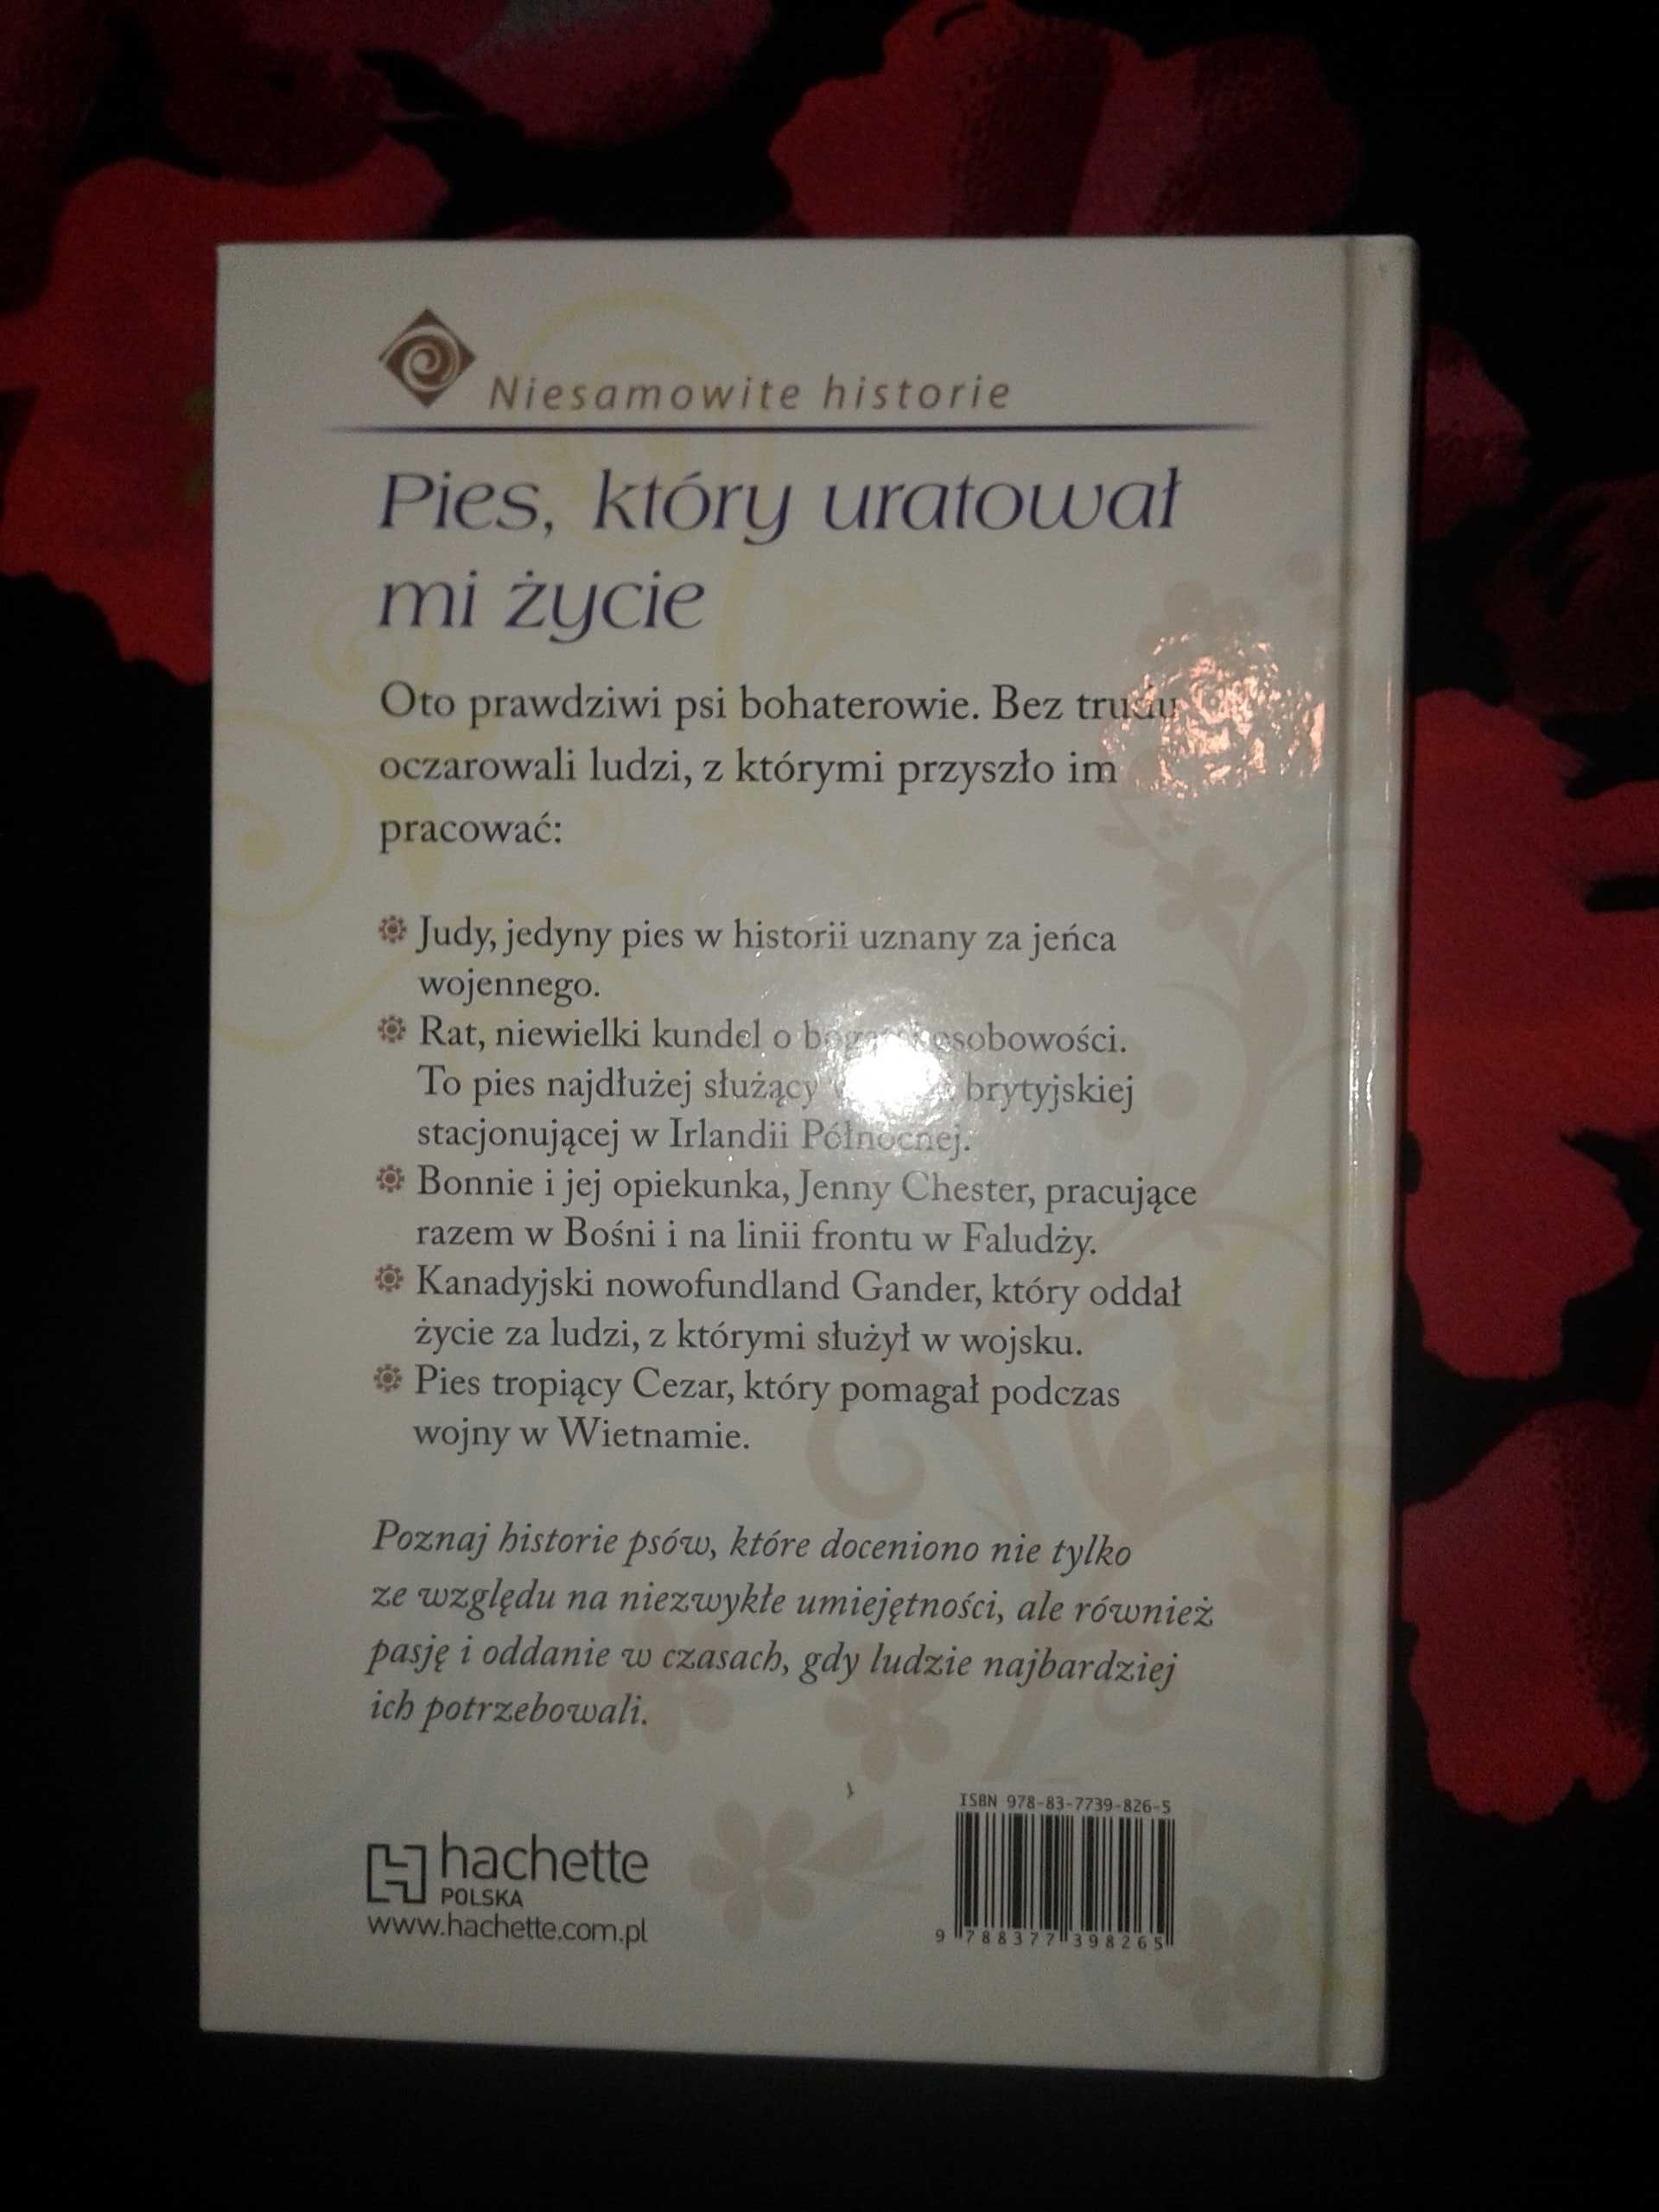 Niesamowite historie
Pies, który uratował
mi życie
Oto prawdziwi psi bohaterowie. Bez trudu
oczarowali ludzi, z którymi przyszło im
pracować:
Judy, jedyny pies w historii uznany za jeńca
wojennego.
Rat, niewielki kundel o osobowości.
To pies najdłużej służący brytyjskiej
stacjonującej w Irlandii Północnej.
Bonnie i jej opiekunka, Jenny Chester, pracujące
razem w Bośni i na linii frontu w Faludży.
Kanadyjski nowofundland Gander, który oddał
życie za ludzi, z którymi służył w wojsku.
Pies tropiący Cezar, który pomagał podczas
wojny w Wietnamie.
Poznaj historie psów, które doceniono nie tylko
ze względu na niezwykłe umiejętności, ale również
pasję i oddanie w czasach, gdy ludzie najbardziej
ich potrzebowali.
ISBN 978-83-7739-826-5
hachette
POLSKA
www.hachette.com.pl
9 788377 398265